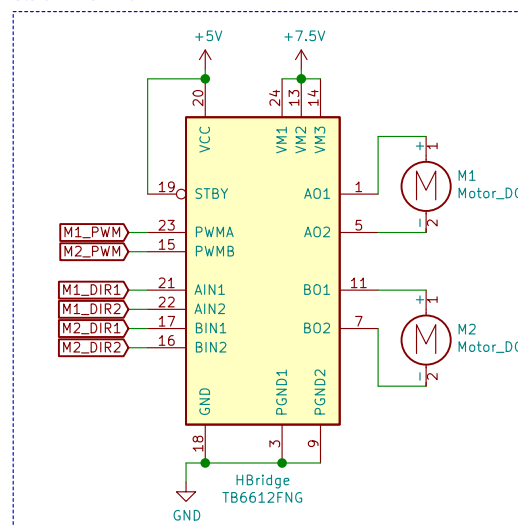 +5V
+7.5V
20
24
13
14
VCC
VM1
VM2
VM3
19
STBY
AO1
1
+
1
M1
Motor_DC
M1_PWM
23
PWMA
AO2
5
-
2
M2_PWM
15
PWMB
M1_DIR1
21
AIN1
BO1
11
+
1
M1_DIR2
22
AIN2
M2_DIR1
17
BIN1
BO2
7
M2
Motor_DC
M2_DIR2
16
BIN2
-
2
GND
PGND1
PGND2
18
3
9
HBridge
TB6612FNG
GND